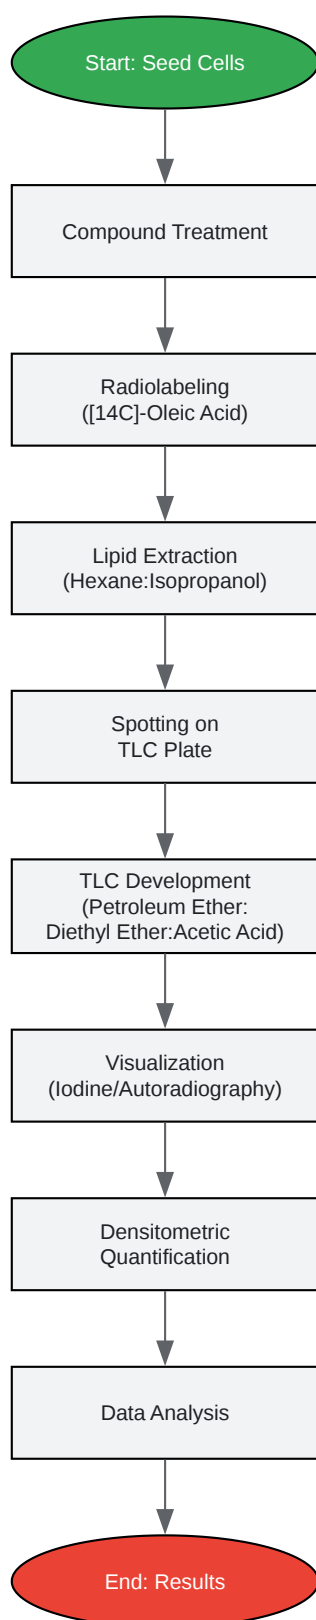 Start: Seed Cells
Compound Treatment
Radiolabeling
([14C]-Oleic Acid)
Lipid Extraction
(Hexane:Isopropanol)
Spotting on
TLC Plate
TLC Development
(Petroleum Ether:
Diethyl Ether:Acetic Acid)
Visualization
(Iodine/Autoradiography)
Densitometric
Quantification
Data Analysis
End: Results